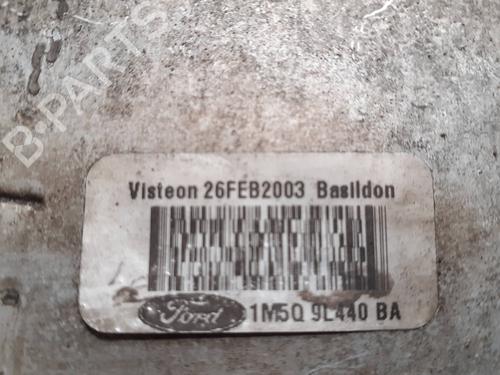 B-PARTS
Visteon 26FEB2003 Basildon
Ford 1M5Q 9L440 BA